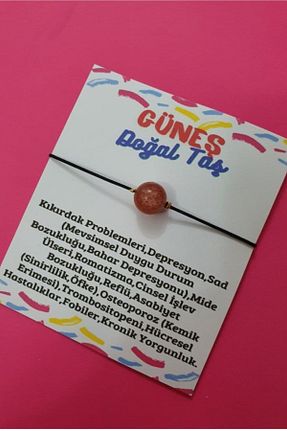 GÜNEŞ
Doğal Taş
Kıkırdak Problemleri,Depresyon,Sad
(Mevsimsel Duygu Durum
Bozukluğu,Bahar Depresyonu),Mide
Ülseri,Romatizma,Cinsel İşlev
Bozukluğu,Reflü,Asabiyet
(Sinirlilik,Öfke),Osteoporoz (Kemik
Erimesi),Trombositopeni,Hücresel
Hastalıklar,Fobiler,Kronik Yorgunluk.